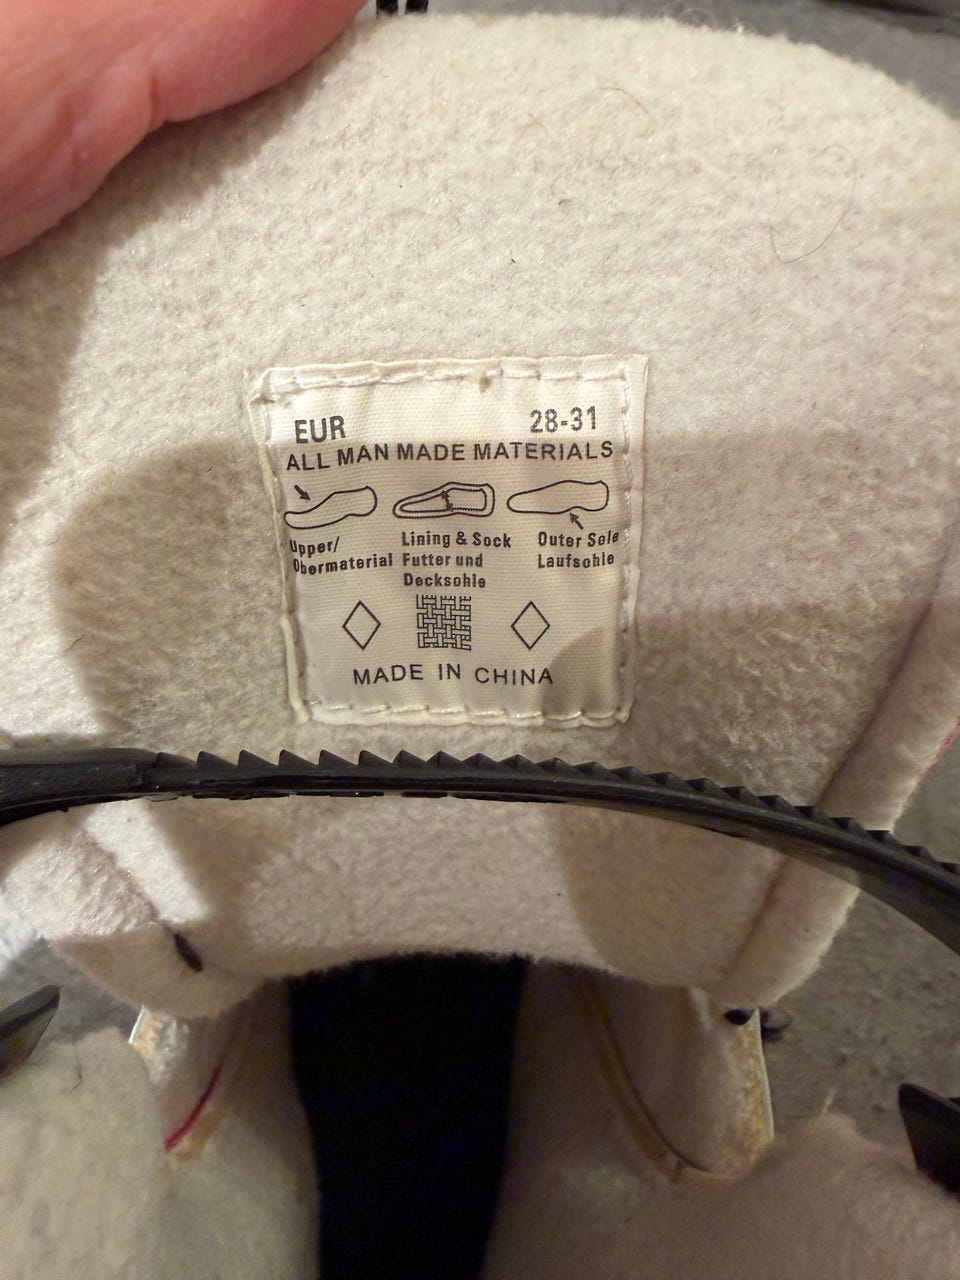 EUR 28-31
ALL MAN MADE MATERIALS
Upper/
Obermaterial
Lining & Sock
Futter und
Decksohle
Outer Sole
Laufsohle
MADE IN CHINA